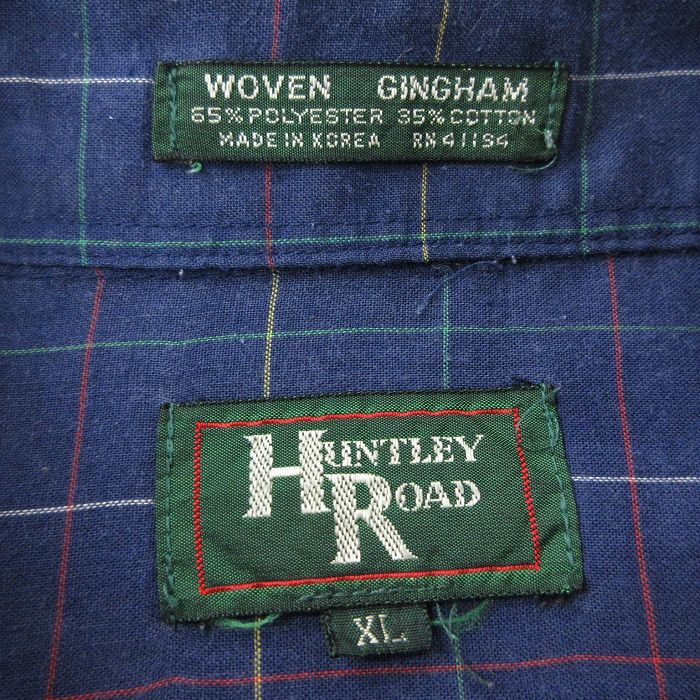 WOVEN GINGHAM
65% POLYESTER 35% COTTON
MADE IN KOREA RN 41194
HUNTLEY
ROAD
XL